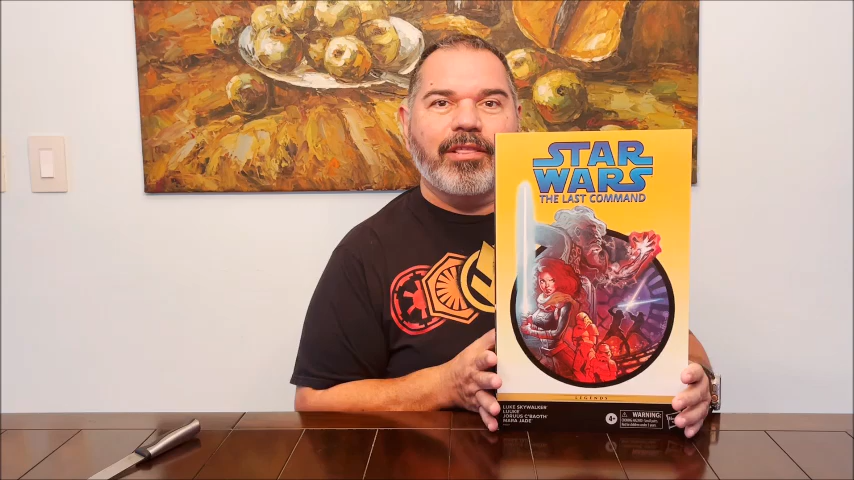 STAR
WARS
THE LAST COMMAND
LEGENDS
LUKE SKYWALKER
LUUKE
JORUUS C'BAOTH
MARA JADE
4+
WARNING: